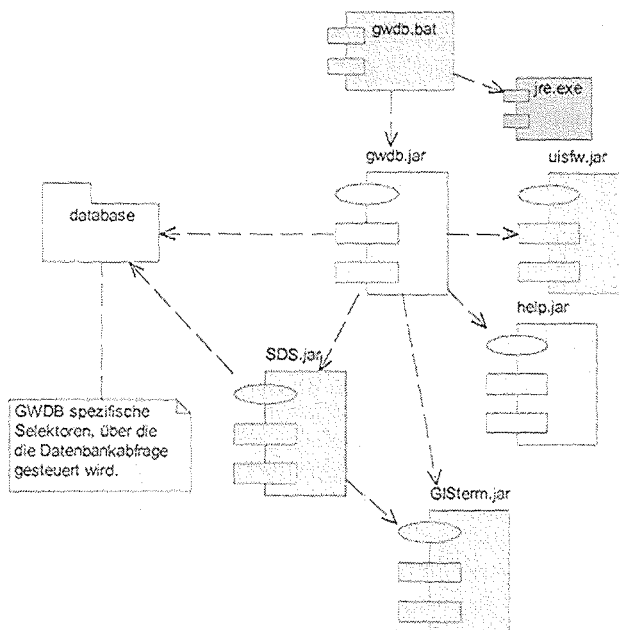 gwdb.bat
jre.exe
gwdb.jar
uisfw.jar
database
help.jar
SDS.jar
GWDB spezifische
Selektoren, über die
die Datenbankabfrage
gesteuert wird.
GISterm.jar